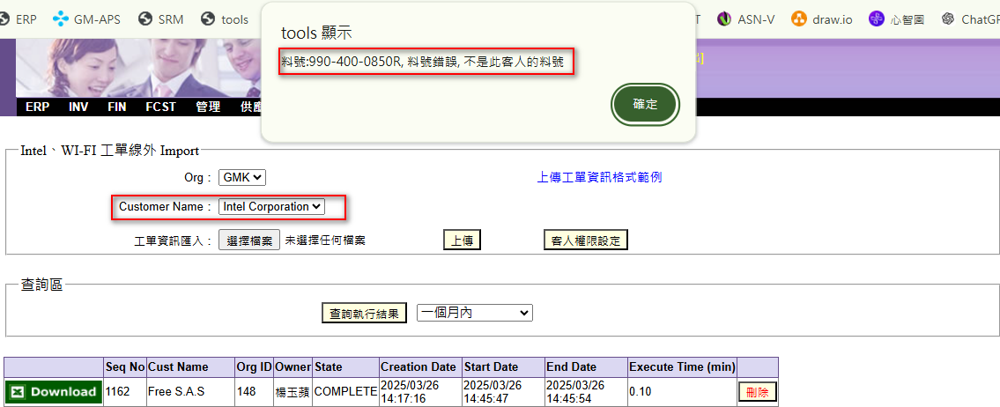 ERP GM-APS SRM tools T ASN-V draw.io 心智圖 ChatGP
tools 顯示
料號:990-400-0850R, 料號錯誤, 不是此客人的料號
確定
ERP INV FIN FCST 管理 供應
Intel、WI-FI 工單線外 Import
Org： GMK 上傳工單資訊格式範例
Customer Name： Intel Corporation
工單資訊匯入： 選擇檔案 未選擇任何檔案 上傳 客人權限設定
查詢區
查詢執行結果 一個月內
Seq No Cust Name Org ID Owner State Creation Date Start Date End Date Execute Time (min)
Download 1162 Free S.A.S 148 楊玉蘋 COMPLETE 2025/03/26 14:17:16 2025/03/26 14:45:47 2025/03/26 14:45:54 0.10 刪除